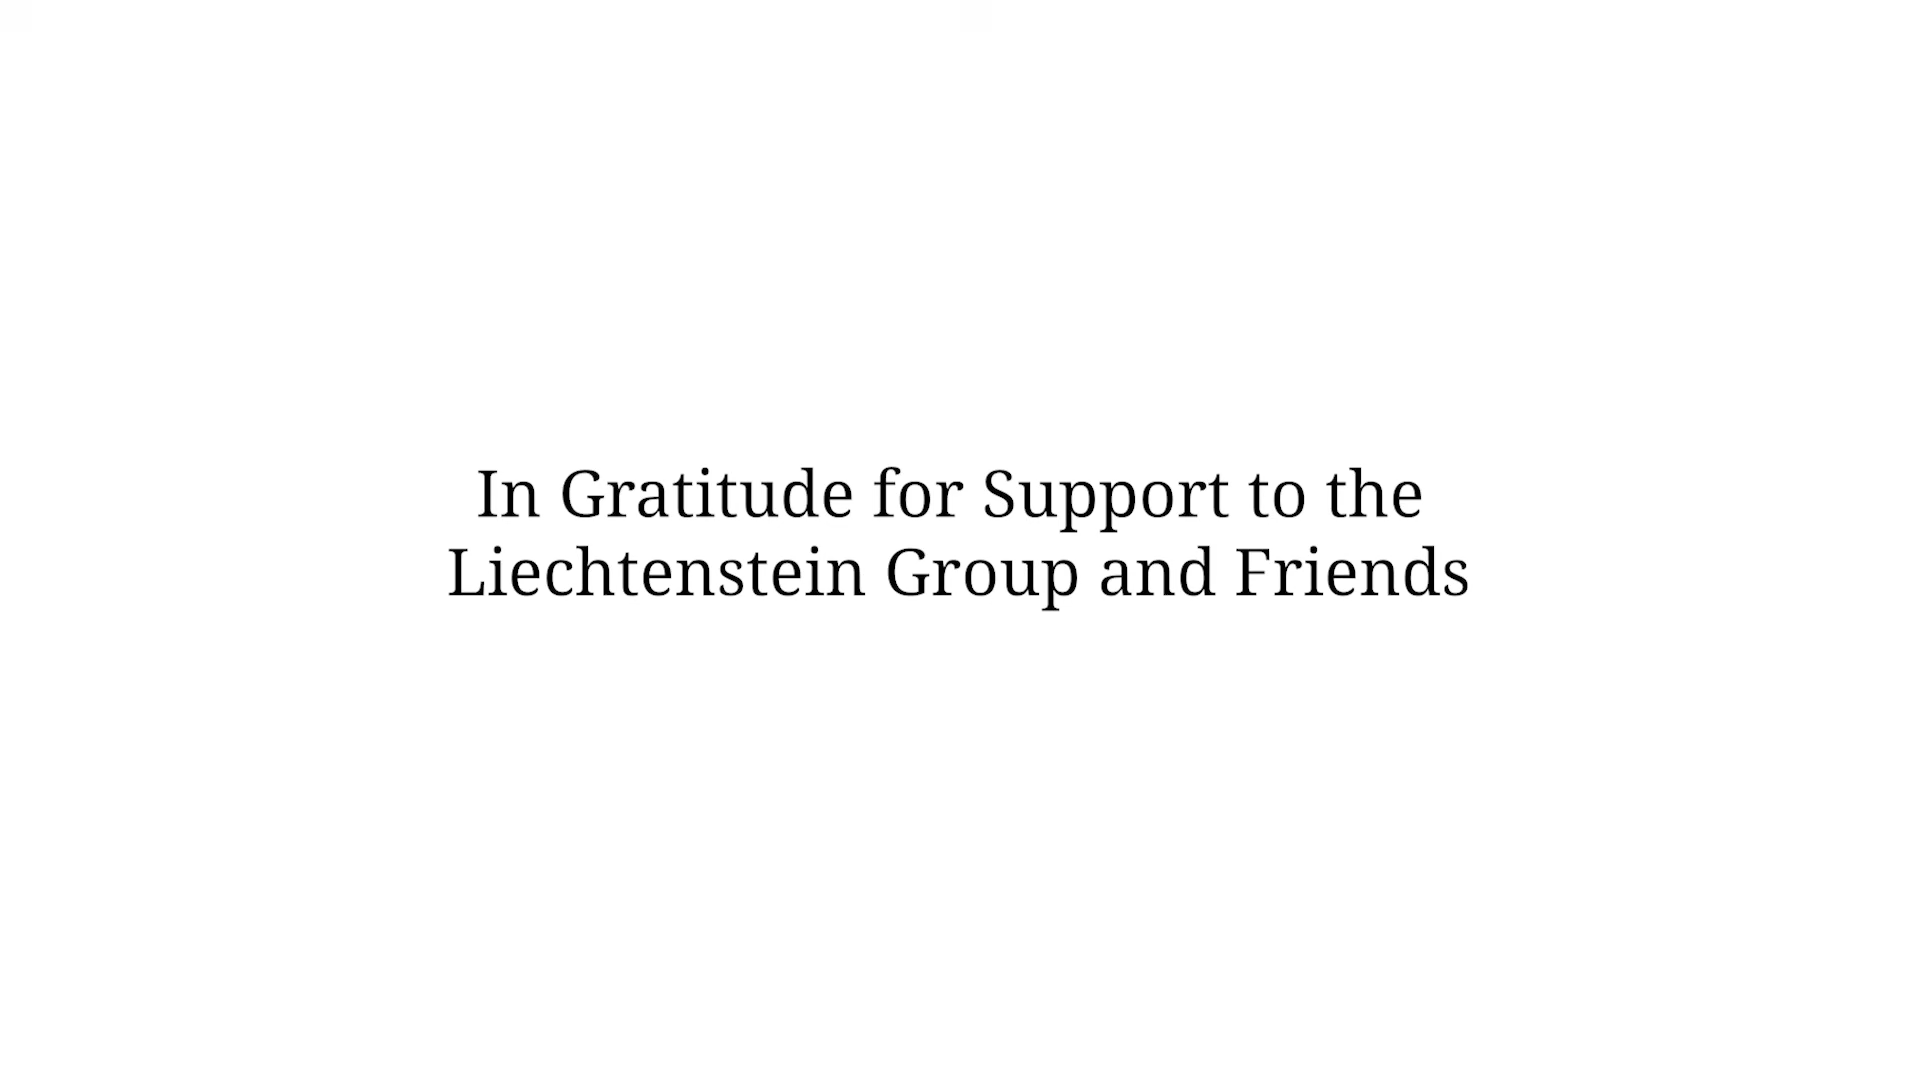 In Gratitude for Support to the
Liechtenstein Group and Friends